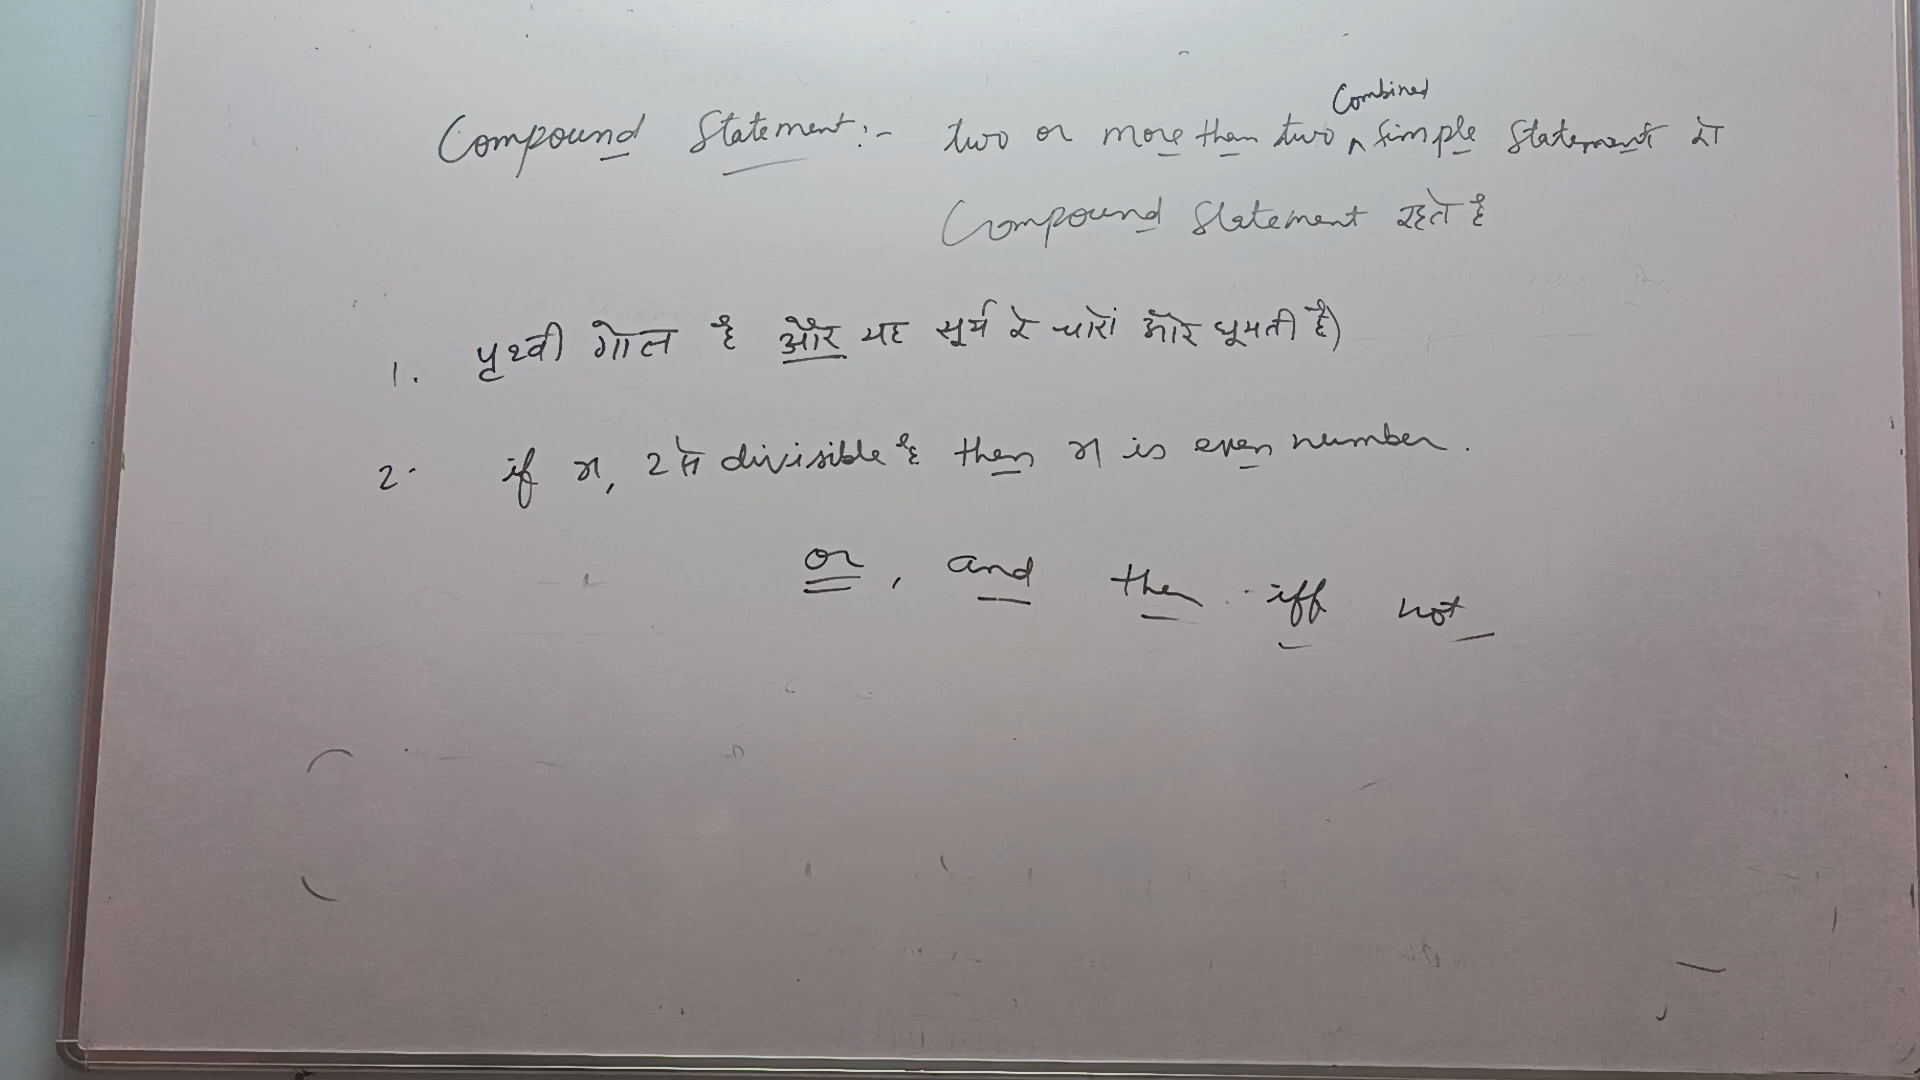 Compound Statement :- two or more then two combined simple statement को
Compound Statement कहते है
1. पृथ्वी गोल है और यह सूर्य के चारों ओर घूमती है)
2. if x, 2 से divisible है then x is even number.
or, and then iff not